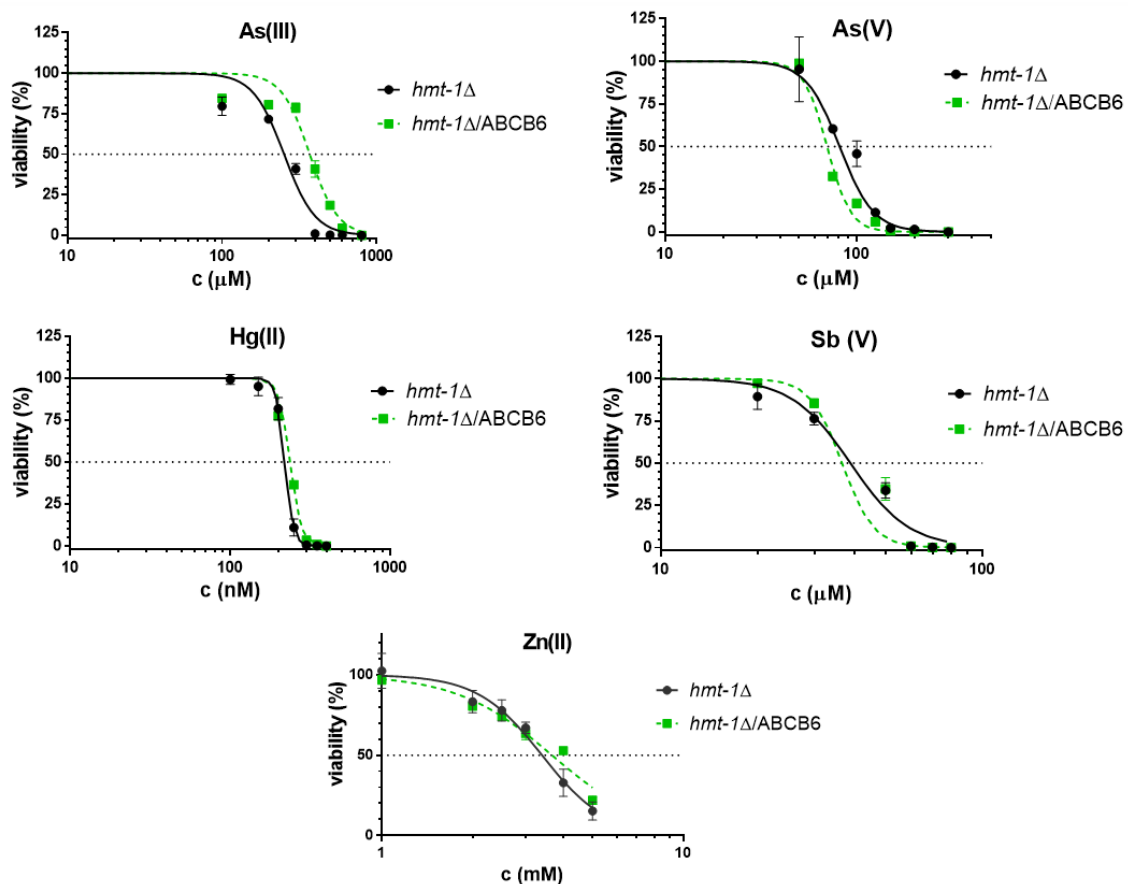 As(III)
viability (%)
125
100
75
50
25
0
10
100
1000
c (μM)
hmt-1Δ
hmt-1Δ/ABCB6
As(V)
viability (%)
125
100
75
50
25
0
10
100
c (μM)
hmt-1Δ
hmt-1Δ/ABCB6
Hg(II)
viability (%)
125
100
75
50
25
0
10
100
1000
c (nM)
hmt-1Δ
hmt-1Δ/ABCB6
Sb (V)
viability (%)
125
100
75
50
25
0
10
100
c (μM)
hmt-1Δ
hmt-1Δ/ABCB6
Zn(II)
viability (%)
100
50
0
1
10
c (mM)
hmt-1Δ
hmt-1Δ/ABCB6